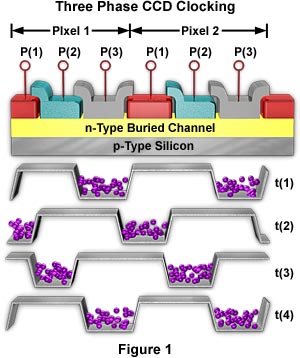 Three Phase CCD Clocking
Pixel 1 Pixel 2
P(1) P(2) P(3) P(1) P(2) P(3)
n-Type Buried Channel
p-Type Silicon
t(1)
t(2)
t(3)
t(4)
Figure 1